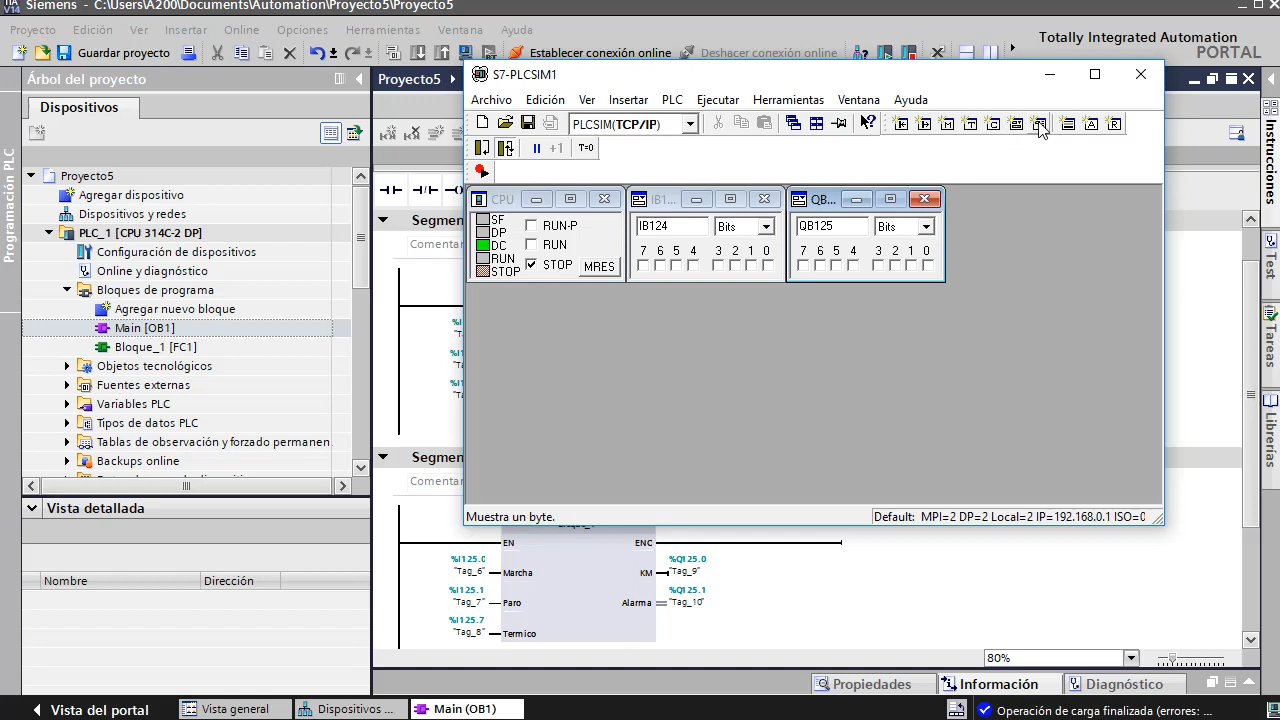 Siemens - C:\Users\A200\Documents\Automation\Proyecto5\Proyecto5
V14
Proyecto Edición Ver Insertar Online Opciones Herramientas Ventana Ayuda
Totally Integrated Automation
PORTAL
Guardar proyecto
Establecer conexión online
Deshacer conexión online
Árbol del proyecto
Proyecto5
Dispositivos
Programación PLC
Proyecto5
Agregar dispositivo
Dispositivos y redes
PLC_1 [CPU 314C-2 DP]
Configuración de dispositivos
Online y diagnóstico
Bloques de programa
Agregar nuevo bloque
Main [OB1]
Bloque_1 [FC1]
Objetos tecnológicos
Fuentes externas
Variables PLC
Tipos de datos PLC
Tablas de observación y forzado permanen
Backups online
Vista detallada
Nombre Dirección
S7-PLCSIM1
Archivo Edición Ver Insertar PLC Ejecutar Herramientas Ventana Ayuda
PLCSIM(TCP/IP)
+1 T=0
CPU
SF
DP
DC
RUN
STOP
RUN-P
RUN
STOP
MRES
IB1...
IB124 Bits
7 6 5 4 3 2 1 0
QB...
QB125 Bits
7 6 5 4 3 2 1 0
Muestra un byte.
Default: MPI=2 DP=2 Local=2 IP=192.168.0.1 ISO=0
Segmen
Comentar
Segmen
Comentar
EN ENO
%I125.0
"Tag_6" Marcha
%Q125.0
KM "Tag_9"
%I125.1
"Tag_7" Paro
%Q125.1
Alarma "Tag_10"
%I125.7
"Tag_8" Termico
80%
Instrucciones
Test
Tareas
Librerías
Propiedades
Información
Diagnóstico
Vista del portal
Vista general
Dispositivos ...
Main (OB1)
Operación de carga finalizada (errores: ...